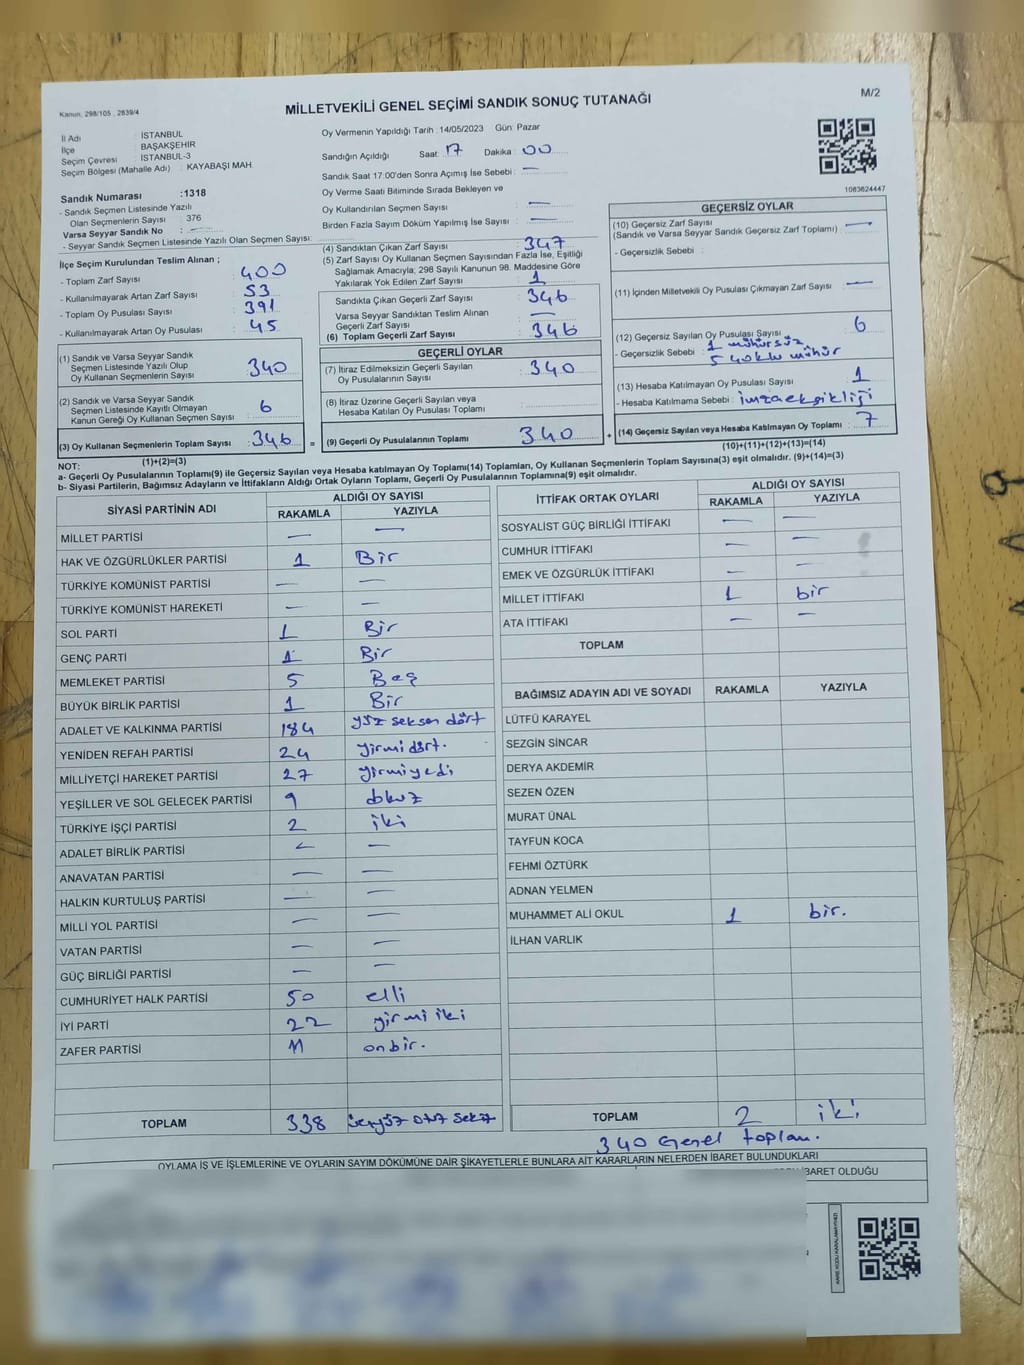 Kanun, 298/105 , 2839/4
MİLLETVEKİLİ GENEL SEÇİMİ SANDIK SONUÇ TUTANAĞI
M/2
İl Adı : İSTANBUL
İlçe : BAŞAKŞEHİR
Seçim Çevresi : İSTANBUL-3
Seçim Bölgesi (Mahalle Adı) : KAYABAŞI MAH.
Sandık Numarası :1318
- Sandık Seçmen Listesinde Yazılı
Olan Seçmenlerin Sayısı : 376
Varsa Seyyar Sandık No : —
- Seyyar Sandık Seçmen Listesinde Yazılı Olan Seçmen Sayısı:
Oy Vermenin Yapıldığı Tarih :14/05/2023 Gün: Pazar
Sandığın Açıldığı Saat: 17 Dakika : 00
Sandık Saat 17:00'den Sonra Açımış İse Sebebi : —
Oy Verme Saati Bitiminde Sırada Bekleyen ve
Oy Kullandırılan Seçmen Sayısı : —
Birden Fazla Sayım Döküm Yapılmış İse Sayısı : —
1083624447
İlçe Seçim Kurulundan Teslim Alınan ;
- Toplam Zarf Sayısı : 400
- Kullanılmayarak Artan Zarf Sayısı : 53
- Toplam Oy Pusulası Sayısı : 391
- Kullanılmayarak Artan Oy Pusulası : 45
(4) Sandıktan Çıkan Zarf Sayısı : 347
(5) Zarf Sayısı Oy Kullanan Seçmen Sayısından Fazla İse, Eşitliği
Sağlamak Amacıyla; 298 Sayılı Kanunun 98. Maddesine Göre
Yakılarak Yok Edilen Zarf Sayısı : 1
Sandıkta Çıkan Geçerli Zarf Sayısı : 346
Varsa Seyyar Sandıktan Teslim Alınan
Geçerli Zarf Sayısı : —
(6) Toplam Geçerli Zarf Sayısı : 346
GEÇERSİZ OYLAR
(10) Geçersiz Zarf Sayısı
(Sandık ve Varsa Seyyar Sandık Geçersiz Zarf Toplamı) : —
- Geçersizlik Sebebi :
(11) İçinden Milletvekili Oy Pusulası Çıkmayan Zarf Sayısı : —
(12) Geçersiz Sayılan Oy Pusulası Sayısı : 6
- Geçersizlik Sebebi : 1 mühürsüz
5 çoklu mühür
(13) Hesaba Katılmayan Oy Pusulası Sayısı : 1
- Hesaba Katılmama Sebebi : imza eksikliği
(14) Geçersiz Sayılan veya Hesaba Katılmayan Oy Toplamı : 7
(10)+(11)+(12)+(13)=(14)
(1) Sandık ve Varsa Seyyar Sandık
Seçmen Listesinde Yazılı Olup
Oy Kullanan Seçmenlerin Sayısı : 340
(2) Sandık ve Varsa Seyyar Sandık
Seçmen Listesinde Kayıtlı Olmayan
Kanun Gereği Oy Kullanan Seçmen Sayısı : 6
(3) Oy Kullanan Seçmenlerin Toplam Sayısı : 346 =
(1)+(2)=(3)
GEÇERLİ OYLAR
(7) İtiraz Edilmeksizin Geçerli Sayılan
Oy Pusulalarının Sayısı : 340
(8) İtiraz Üzerine Geçerli Sayılan veya
Hesaba Katılan Oy Pusulası Toplamı :
(9) Geçerli Oy Pusulalarının Toplamı : 340 +
NOT:
a- Geçerli Oy Pusulalarının Toplamı(9) ile Geçersiz Sayılan veya Hesaba katılmayan Oy Toplamı(14) Toplamları, Oy Kullanan Seçmenlerin Toplam Sayısına(3) eşit olmalıdır. (9)+(14)=(3)
b- Siyasi Partilerin, Bağımsız Adayların ve İttifakların Aldığı Ortak Oyların Toplamı, Geçerli Oy Pusulalarının Toplamına(9) eşit olmalıdır.
SİYASİ PARTİNİN ADI ALDIĞI OY SAYISI
RAKAMLA YAZIYLA
MİLLET PARTİSİ — —
HAK VE ÖZGÜRLÜKLER PARTİSİ 1 Bir
TÜRKİYE KOMÜNİST PARTİSİ — —
TÜRKİYE KOMÜNİST HAREKETİ — —
SOL PARTİ 1 Bir
GENÇ PARTİ 1 Bir
MEMLEKET PARTİSİ 5 Beş
BÜYÜK BİRLİK PARTİSİ 1 Bir
ADALET VE KALKINMA PARTİSİ 184 yüz seksen dört
YENİDEN REFAH PARTİSİ 24 yirmi dört.
MİLLİYETÇİ HAREKET PARTİSİ 27 yirmi yedi
YEŞİLLER VE SOL GELECEK PARTİSİ 9 dokuz
TÜRKİYE İŞÇİ PARTİSİ 2 iki
ADALET BİRLİK PARTİSİ — —
ANAVATAN PARTİSİ — —
HALKIN KURTULUŞ PARTİSİ — —
MİLLİ YOL PARTİSİ — —
VATAN PARTİSİ — —
GÜÇ BİRLİĞİ PARTİSİ — —
CUMHURİYET HALK PARTİSİ 50 elli
İYİ PARTİ 22 yirmi iki
ZAFER PARTİSİ 11 onbir.
TOPLAM 338 üçyüz otuz sekiz
İTTİFAK ORTAK OYLARI ALDIĞI OY SAYISI
RAKAMLA YAZIYLA
SOSYALİST GÜÇ BİRLİĞİ İTTİFAKI — —
CUMHUR İTTİFAKI — —
EMEK VE ÖZGÜRLÜK İTTİFAKI — —
MİLLET İTTİFAKI 1 bir
ATA İTTİFAKI — —
TOPLAM
BAĞIMSIZ ADAYIN ADI VE SOYADI RAKAMLA YAZIYLA
LÜTFÜ KARAYEL
SEZGİN SİNCAR
DERYA AKDEMİR
SEZEN ÖZEN
MURAT ÜNAL
TAYFUN KOCA
FEHMİ ÖZTÜRK
ADNAN YELMEN
MUHAMMET ALİ OKUL 1 bir.
İLHAN VARLIK
TOPLAM 2 iki
340 Genel toplam.
OYLAMA İŞ VE İŞLEMLERİNE VE OYLARIN SAYIM DÖKÜMÜNE DAİR ŞİKAYETLERLE BUNLARA AİT KARARLARIN NELERDEN İBARET BULUNDUKLARI
İBARET OLDUĞU
KARE KODU KARALAMAYINIZ!